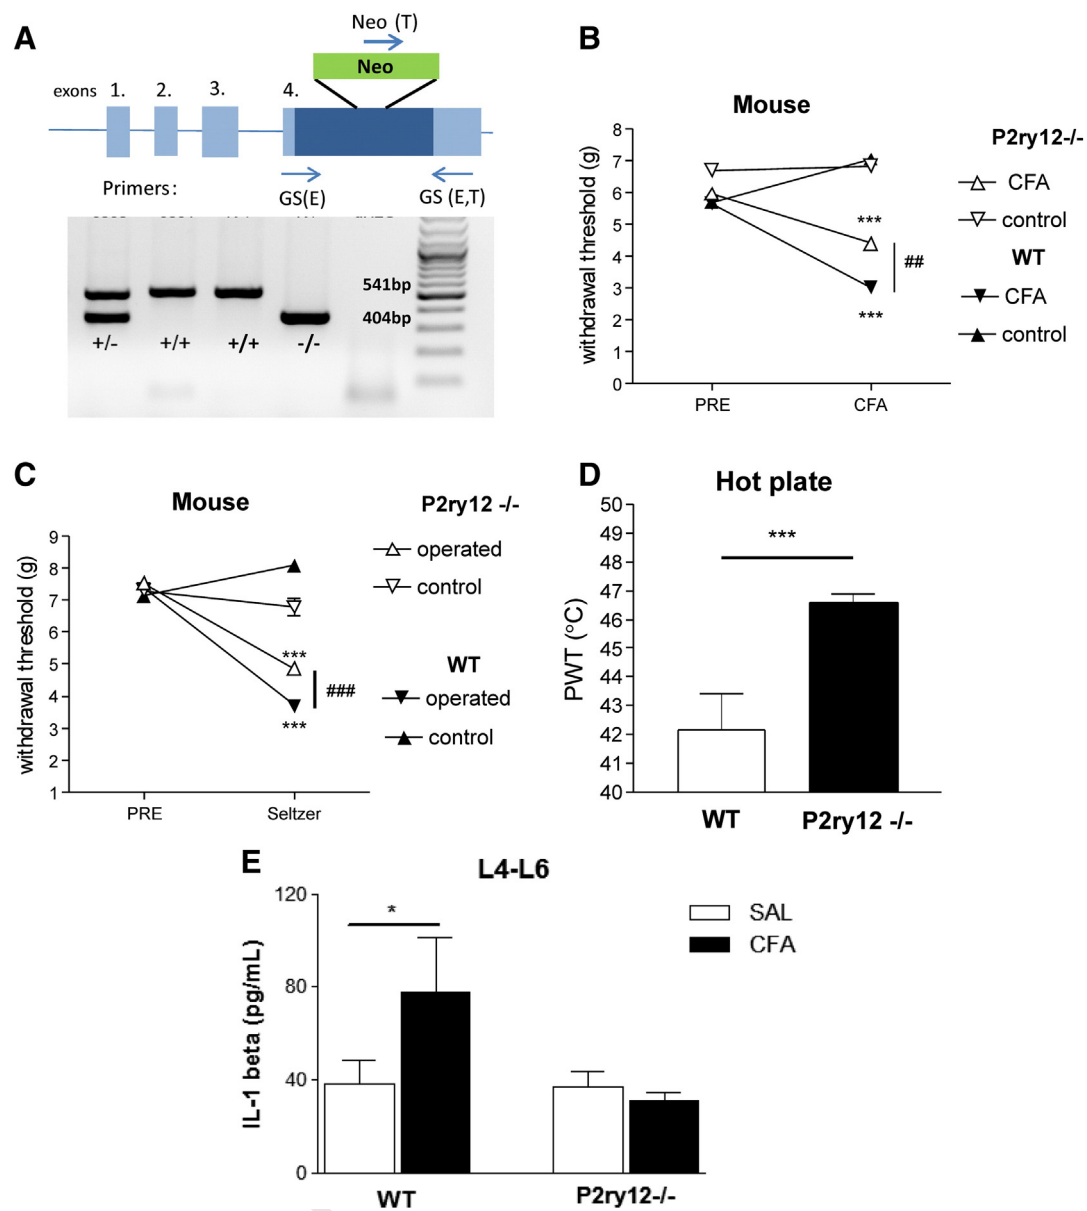 A
Neo (T)
Neo
exons 1. 2. 3. 4.
Primers:
GS(E)
GS (E,T)
541bp
404bp
+/- +/+ +/+ -/-
B
Mouse
withdrawal threshold (g)
8
7
6
5
4
3
2
1
0
PRE CFA
***
##
***
P2ry12-/-
CFA
control
WT
CFA
control
C
Mouse
withdrawal threshold (g)
9
8
7
6
5
4
3
2
1
PRE Seltzer
***
###
***
P2ry12 -/-
operated
control
WT
operated
control
D
Hot plate
PWT (°C)
50
49
48
47
46
45
44
43
42
41
40
***
WT P2ry12 -/-
E
L4-L6
IL-1 beta (pg/mL)
120
80
40
0
*
WT P2ry12-/-
SAL
CFA